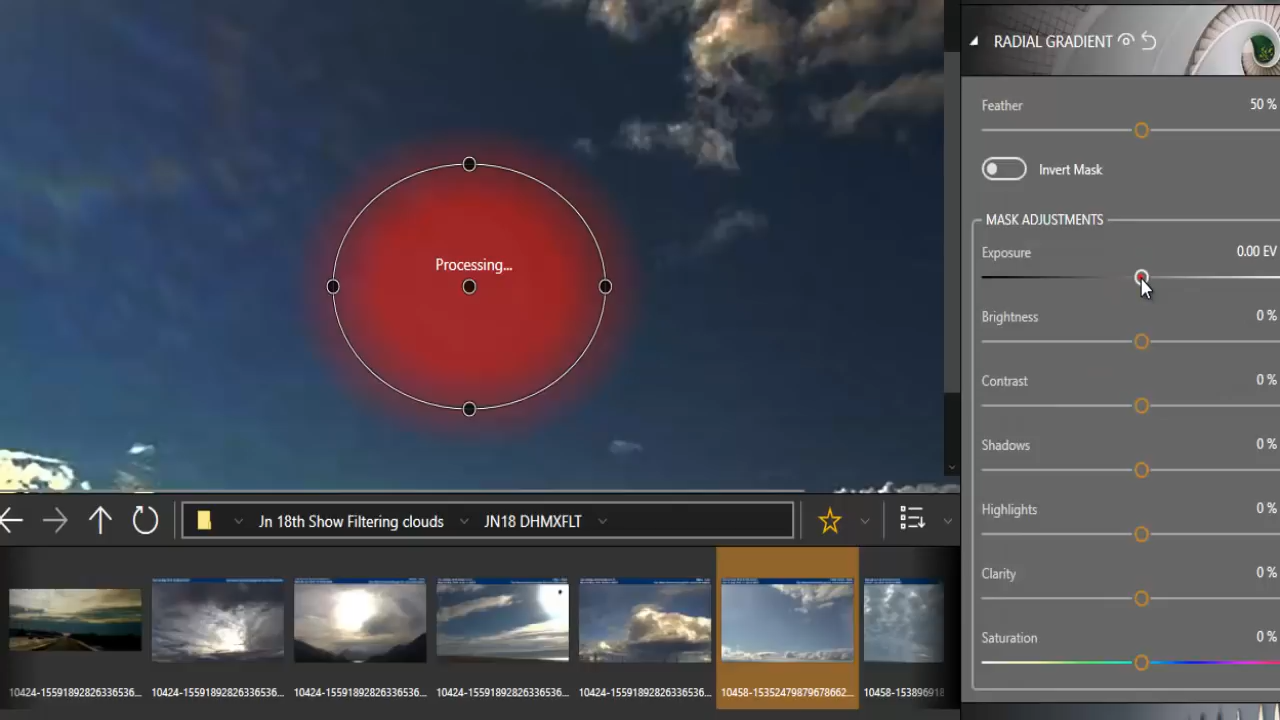 RADIAL GRADIENT
Feather 50 %
Invert Mask
MASK ADJUSTMENTS
Exposure 0.00 EV
Processing...
Brightness 0 %
Contrast 0 %
Shadows 0 %
Highlights 0 %
Clarity 0 %
Saturation 0 %
Jn 18th Show Filtering clouds JN18 DHMXFLT
10424-15591892826336536... 10424-15591892826336536... 10424-15591892826336536... 10424-15591892826336536... 10424-15591892826336536... 10458-15352479879678662... 10458-153896918